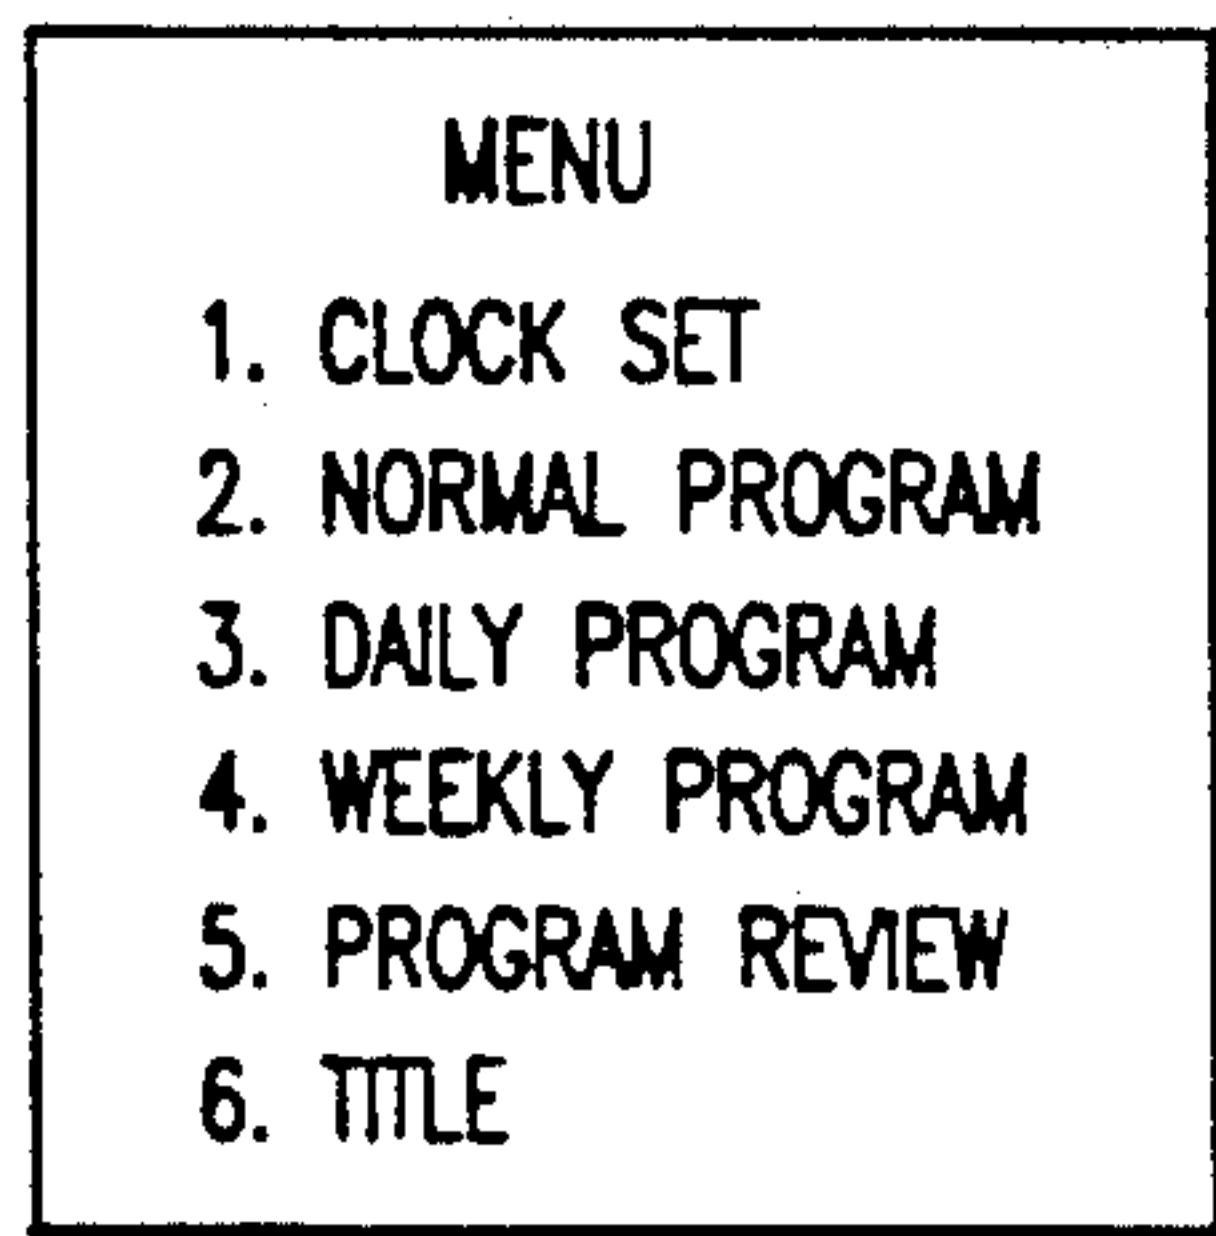 MENU
1. CLOCK SET
2. NORMAL PROGRAM
3. DAILY PROGRAM
4. WEEKLY PROGRAM
5. PROGRAM REVIEW
6. TITLE